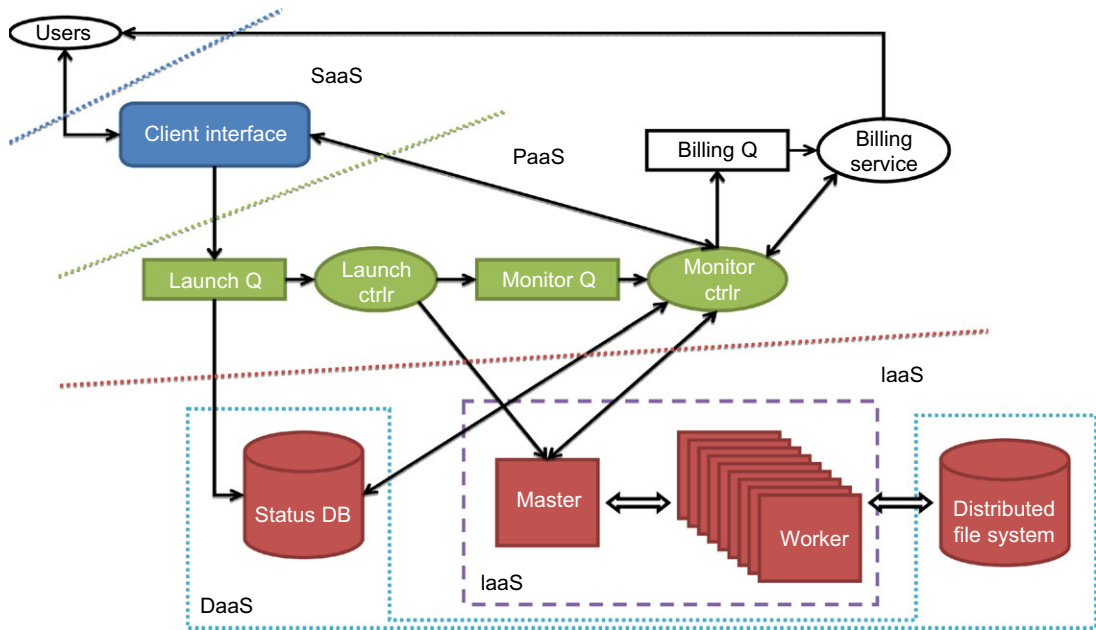 Users
SaaS
Client interface
PaaS
Billing Q
Billing
service
Launch Q
Launch
ctrlr
Monitor Q
Monitor
ctrlr
IaaS
Status DB
Master
Worker
Distributed
file system
DaaS
IaaS